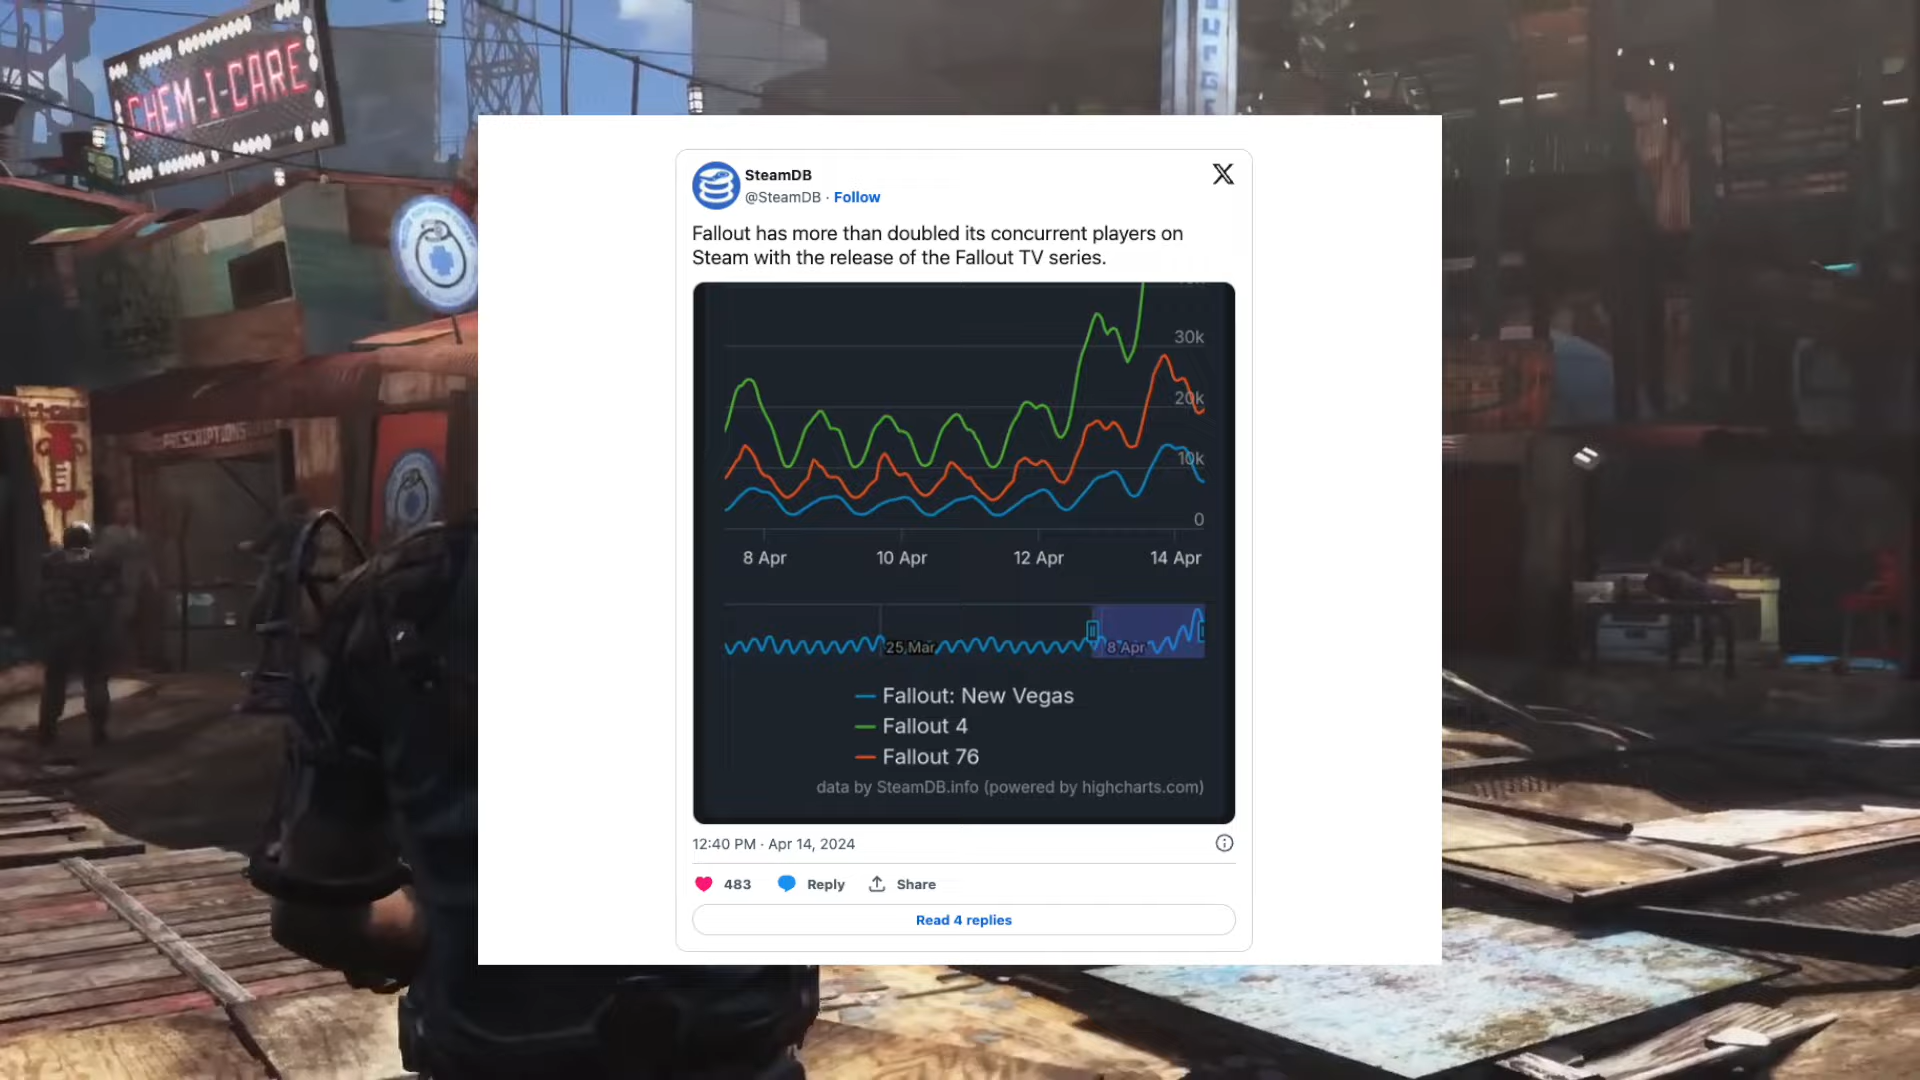 CHEM-I-CARE
PRESCRIPTIONS
SteamDB
@SteamDB · Follow
Fallout has more than doubled its concurrent players on
Steam with the release of the Fallout TV series.
30k
20k
10k
0
8 Apr
10 Apr
12 Apr
14 Apr
25 Mar
8 Apr
Fallout: New Vegas
Fallout 4
Fallout 76
data by SteamDB.info (powered by highcharts.com)
12:40 PM · Apr 14, 2024
483
Reply
Share
Read 4 replies